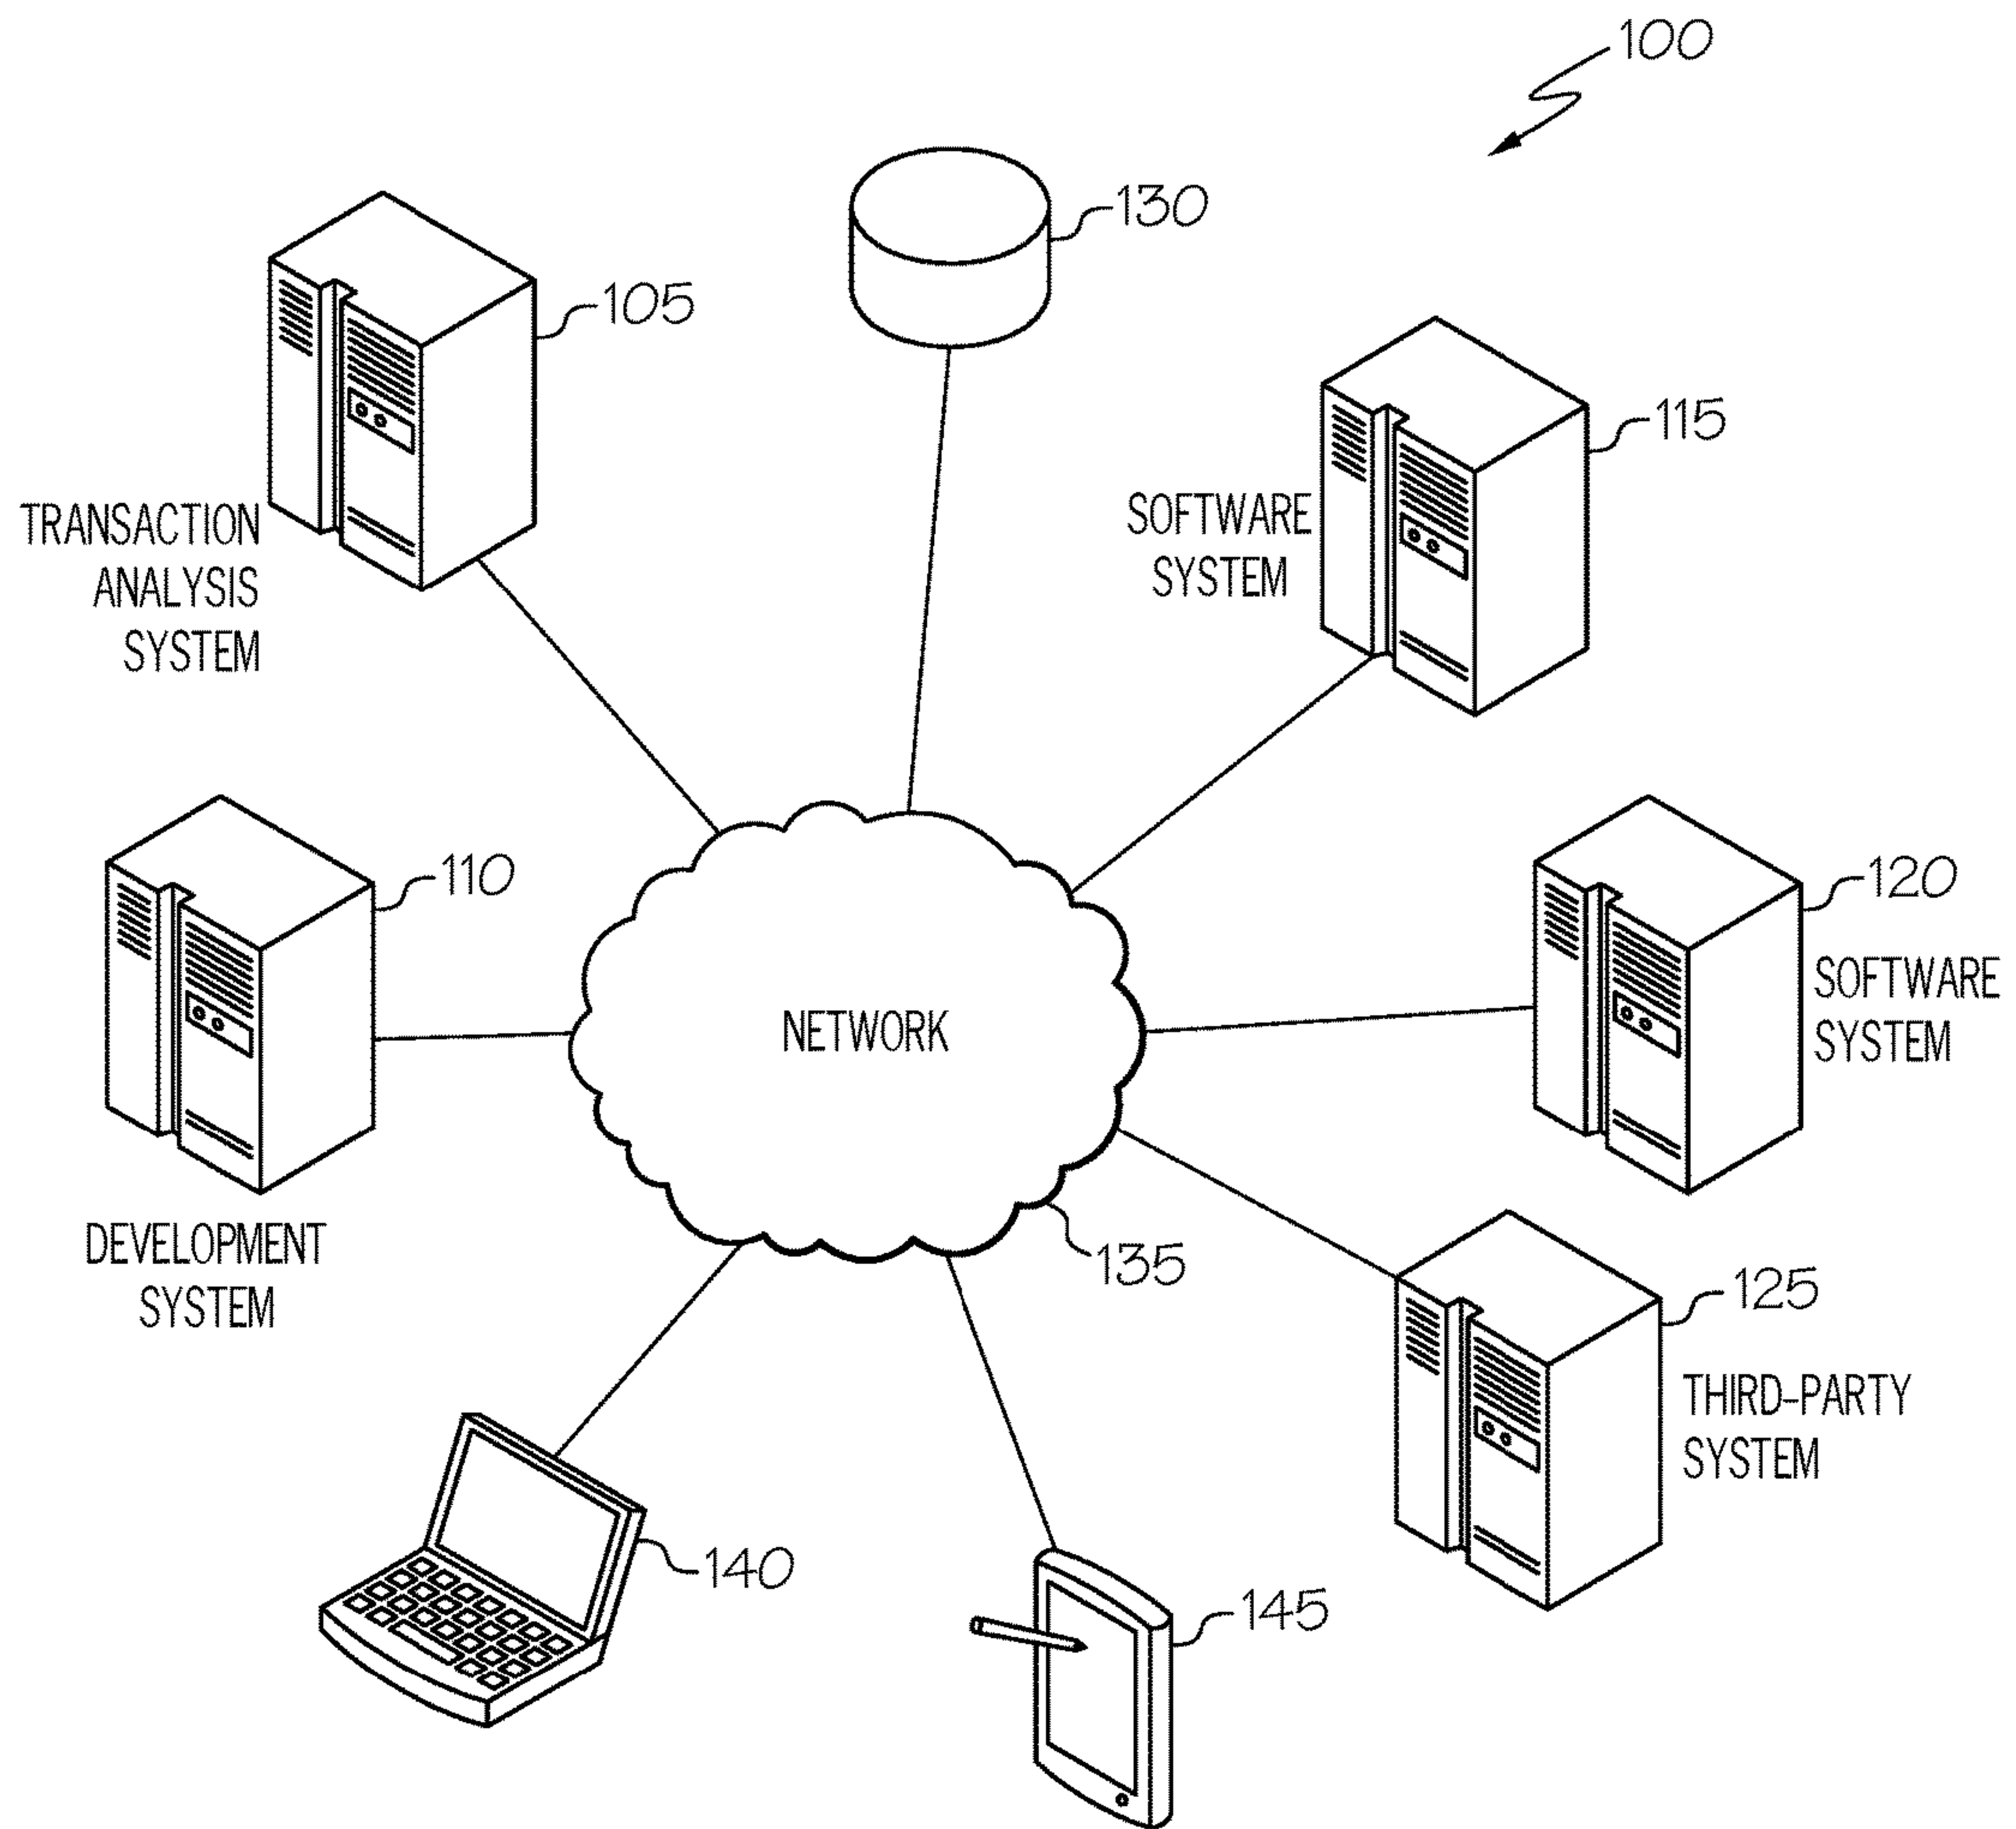 100
130
105
115
TRANSACTION
ANALYSIS
SYSTEM
SOFTWARE
SYSTEM
110
120
SOFTWARE
SYSTEM
NETWORK
DEVELOPMENT
SYSTEM
135
125
THIRD-PARTY
SYSTEM
140
145